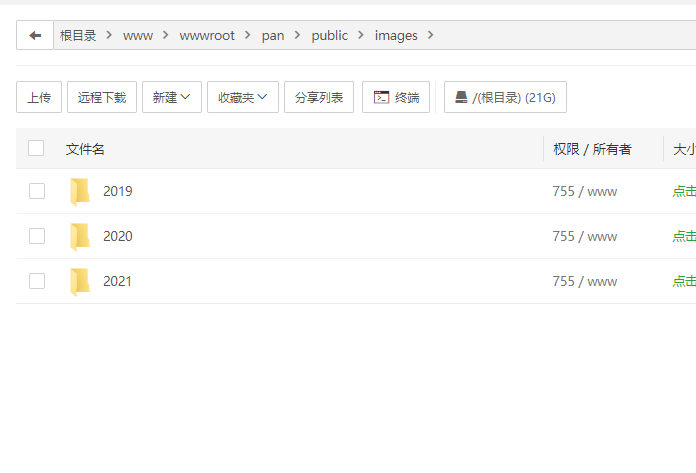 根目录 www wwwroot pan public images
上传 远程下载 新建 收藏夹 分享列表 终端 /(根目录) (21G)
文件名 权限 / 所有者 大小
2019 755 / www 点击
2020 755 / www 点击
2021 755 / www 点击